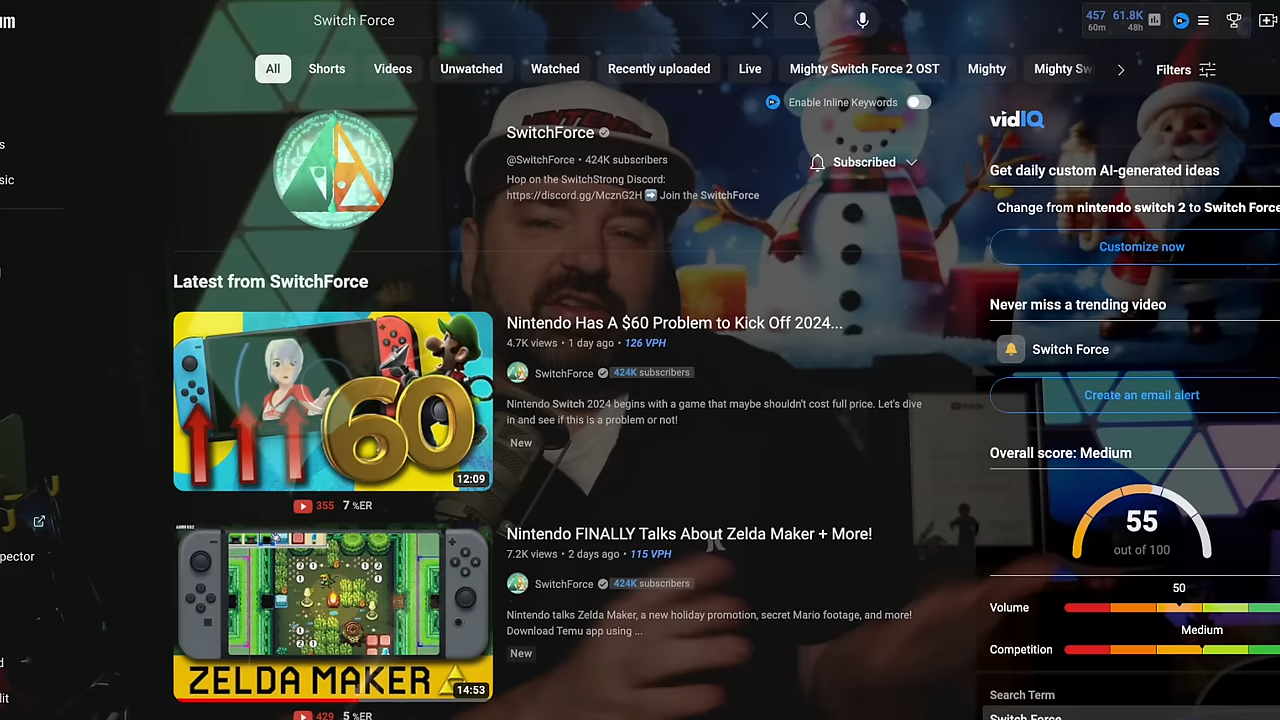 um
Switch Force
457 61.8K
60m 48h
All
Shorts
Videos
Unwatched
Watched
Recently uploaded
Live
Mighty Switch Force 2 OST
Mighty
Mighty Sw
Filters
Enable Inline Keywords
NINTENDO
SwitchForce
@SwitchForce • 424K subscribers
Subscribed
Hop on the SwitchStrong Discord:
https://discord.gg/McznG2H ➡ Join the SwitchForce
s
sic
vidIQ
Get daily custom AI-generated ideas
Change from nintendo switch 2 to Switch Force
Customize now
Never miss a trending video
Switch Force
Create an email alert
Latest from SwitchForce
60
12:09
355 7 %ER
Nintendo Has A $60 Problem to Kick Off 2024...
4.7K views • 1 day ago • 126 VPH
SwitchForce 424K subscribers
Nintendo Switch 2024 begins with a game that maybe shouldn't cost full price. Let's dive
in and see if this is a problem or not!
New
Overall score: Medium
55
out of 100
50
Volume
Medium
Competition
Search Term
Switch Force
pector
d
lit
ZELDA MAKER
14:53
429 5 %ER
Nintendo FINALLY Talks About Zelda Maker + More!
7.2K views • 2 days ago • 115 VPH
SwitchForce 424K subscribers
Nintendo talks Zelda Maker, a new holiday promotion, secret Mario footage, and more!
Download Temu app using ...
New